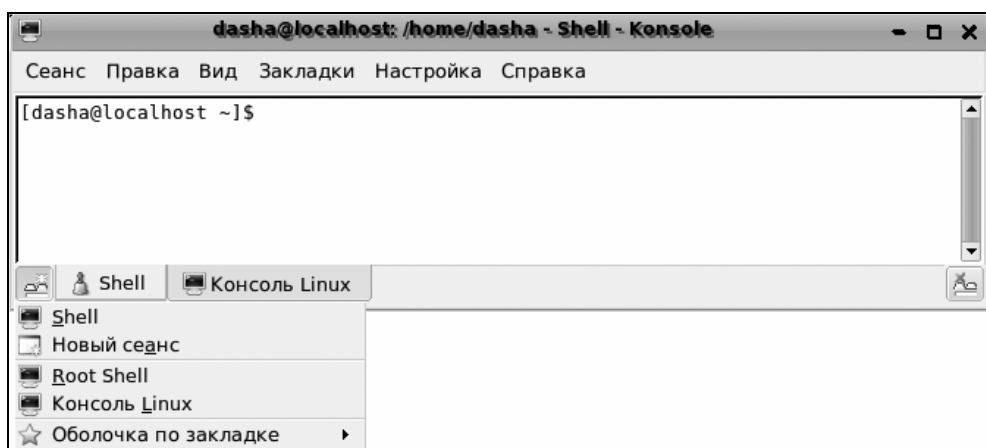 dasha@localhost: /home/dasha - Shell - Konsole
Сеанс Правка Вид Закладки Настройка Справка
[dasha@localhost ~]$
Shell Консоль Linux
Shell
Новый сеанс
Root Shell
Консоль Linux
Оболочка по закладке